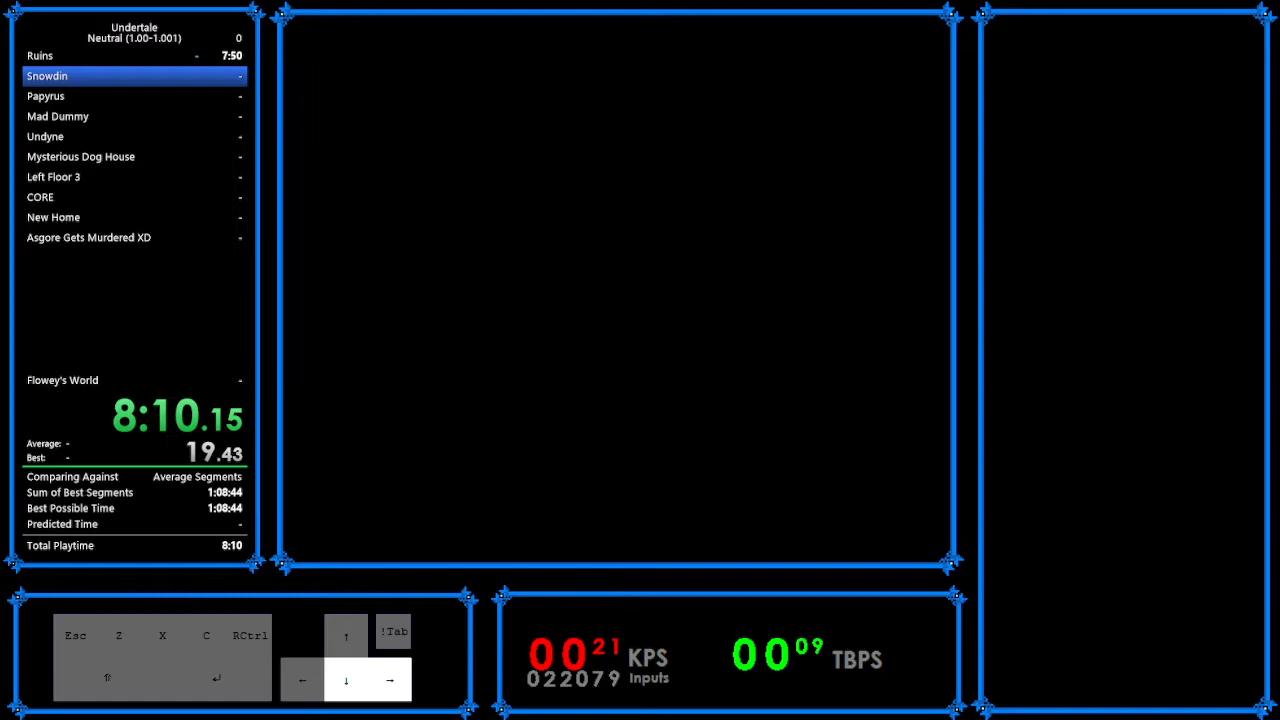 Undertale
Neutral (1.00-1.001) 0
Ruins - 7:50
Snowdin -
Papyrus -
Mad Dummy -
Undyne -
Mysterious Dog House -
Left Floor 3 -
CORE -
New Home -
Asgore Gets Murdered XD -
Flowey's World -
8:10.15
Average: -
Best: -
19.43
Comparing Against Average Segments
Sum of Best Segments 1:08:44
Best Possible Time 1:08:44
Predicted Time -
Total Playtime 8:10
Esc Z X C RCtrl ↑ !Tab
⇧ ↵ ← ↓ →
00 21 KPS
022079 Inputs
00 09 TBPS